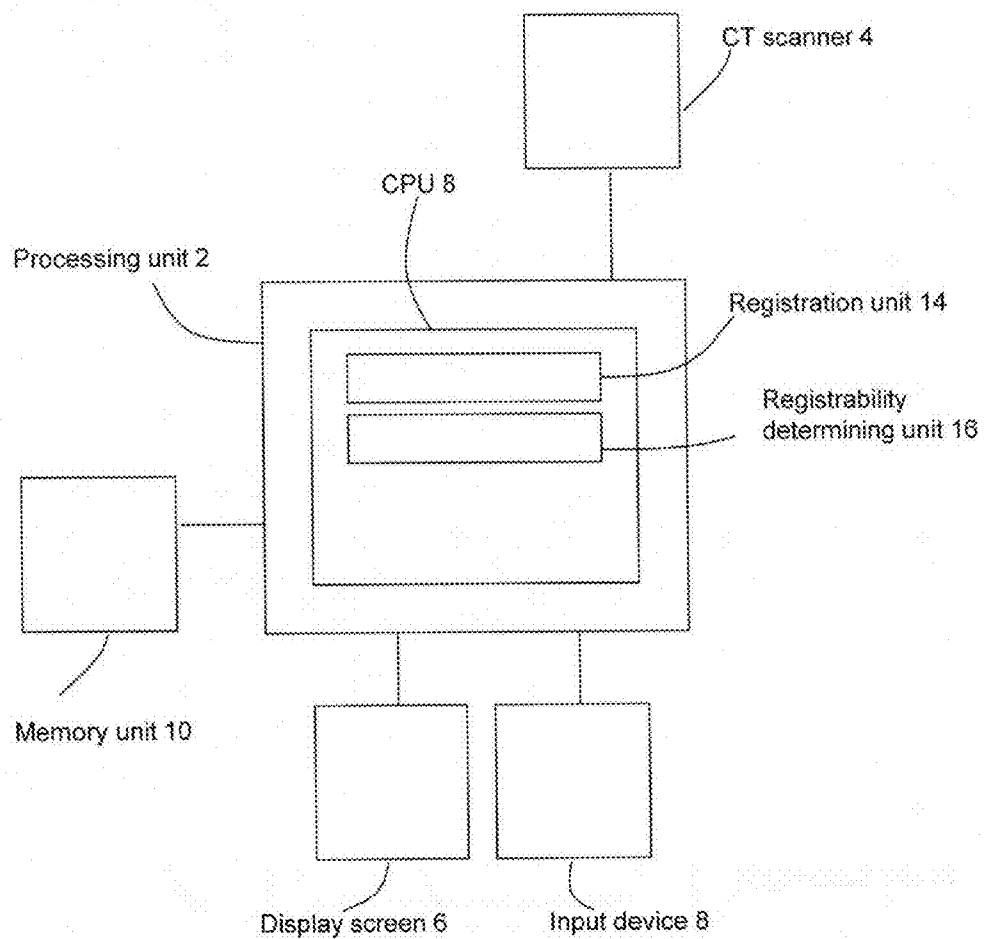 CT scanner 4
CPU 8
Processing unit 2
Registration unit 14
Registrability
determining unit 16
Memory unit 10
Display screen 6
Input device 8